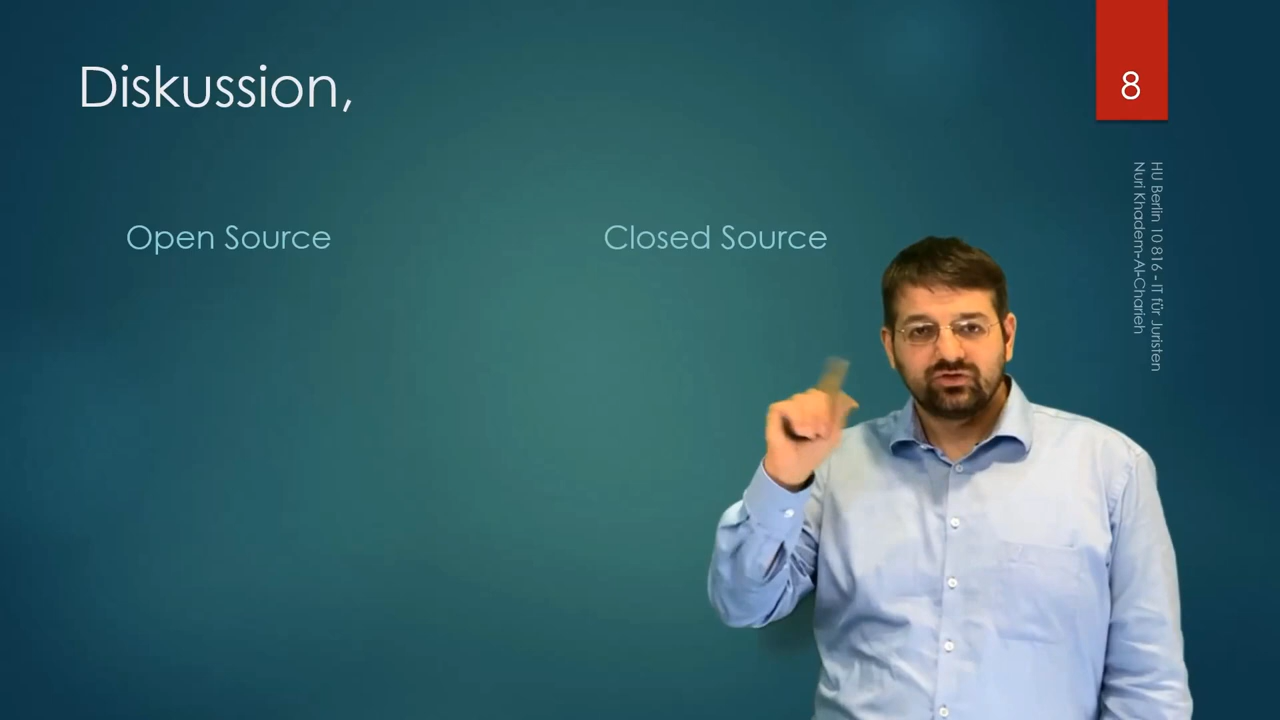 Diskussion,
8
Open Source
Closed Source
HU Berlin 10 816 - IT für Juristen
Nuri Khadem-Al-Charieh